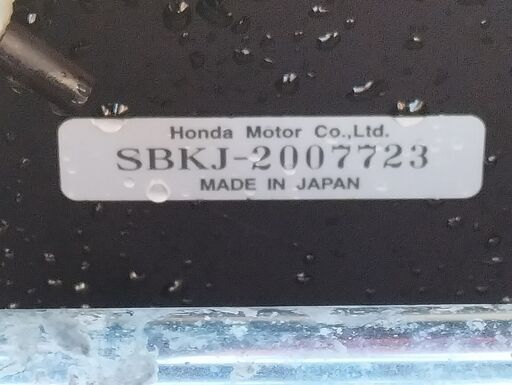 Honda Motor Co.,Ltd.
SBKJ-2007723
MADE IN JAPAN